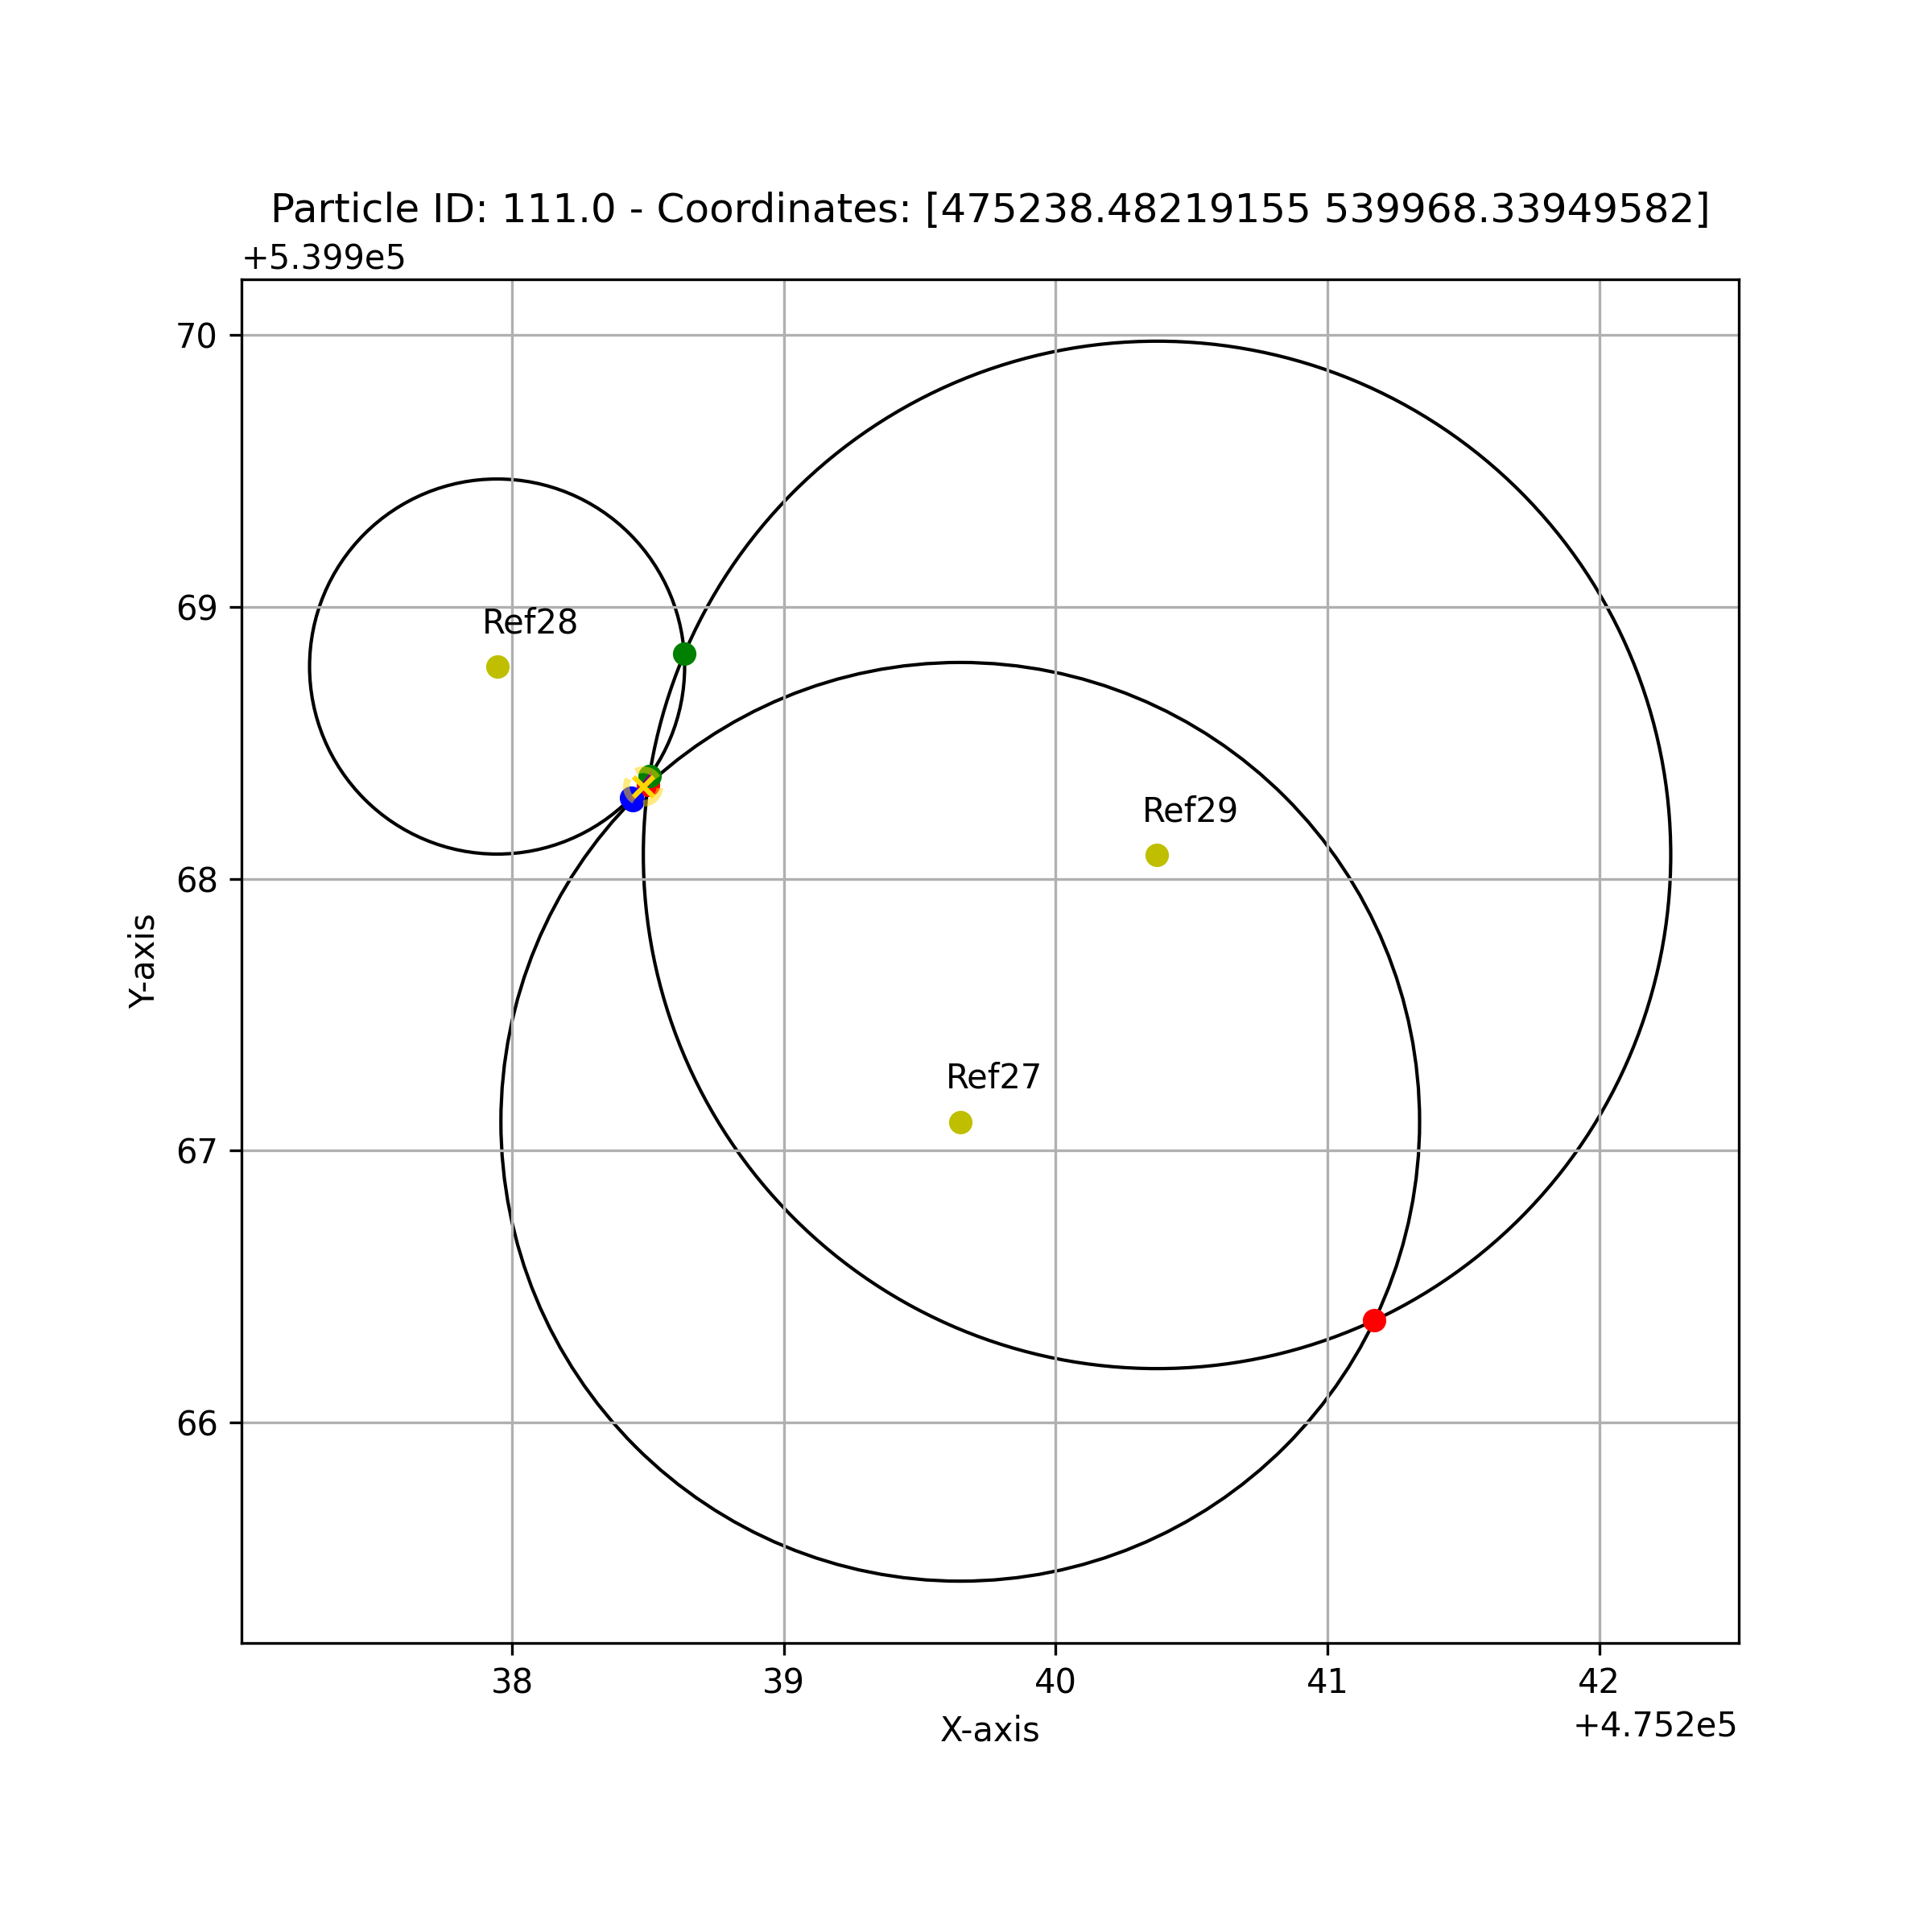 Particle ID: 111.0 - Coordinates: [475238.48219155 539968.33949582]
+5.399e5
70
69
68
67
66
Y-axis
Ref28
Ref29
Ref27
38 39 40 41 42
X-axis
+4.752e5